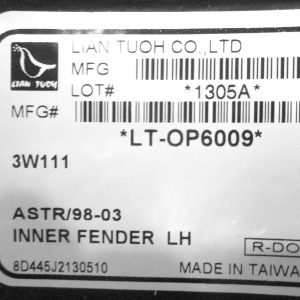 LIAN TUOH CO.,LTD
MFG
LIAN TUOH
LOT# *1305A*
MFG#
*LT-OP6009*
3W111
ASTR/98-03
INNER FENDER LH
R-DO
8D445J2130510 MADE IN TAIWA